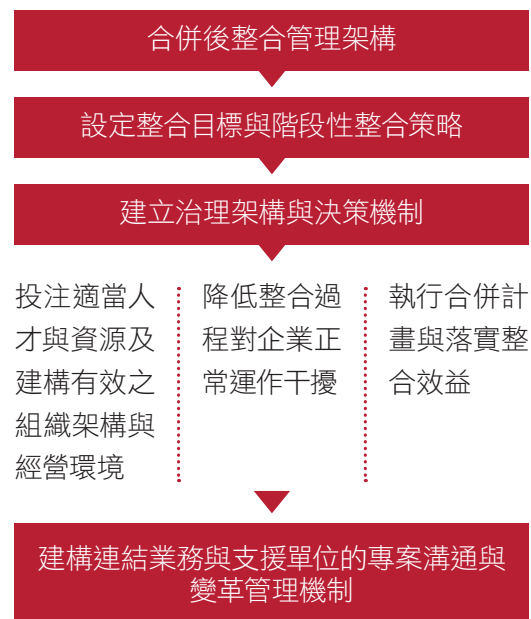 合併後整合管理架構
設定整合目標與階段性整合策略
建立治理架構與決策機制
投注適當人
才與資源及
建構有效之
組織架構與
經營環境
降低整合過
程對企業正
常運作干擾
執行合併計
畫與落實整
合效益
建構連結業務與支援單位的專案溝通與
變革管理機制